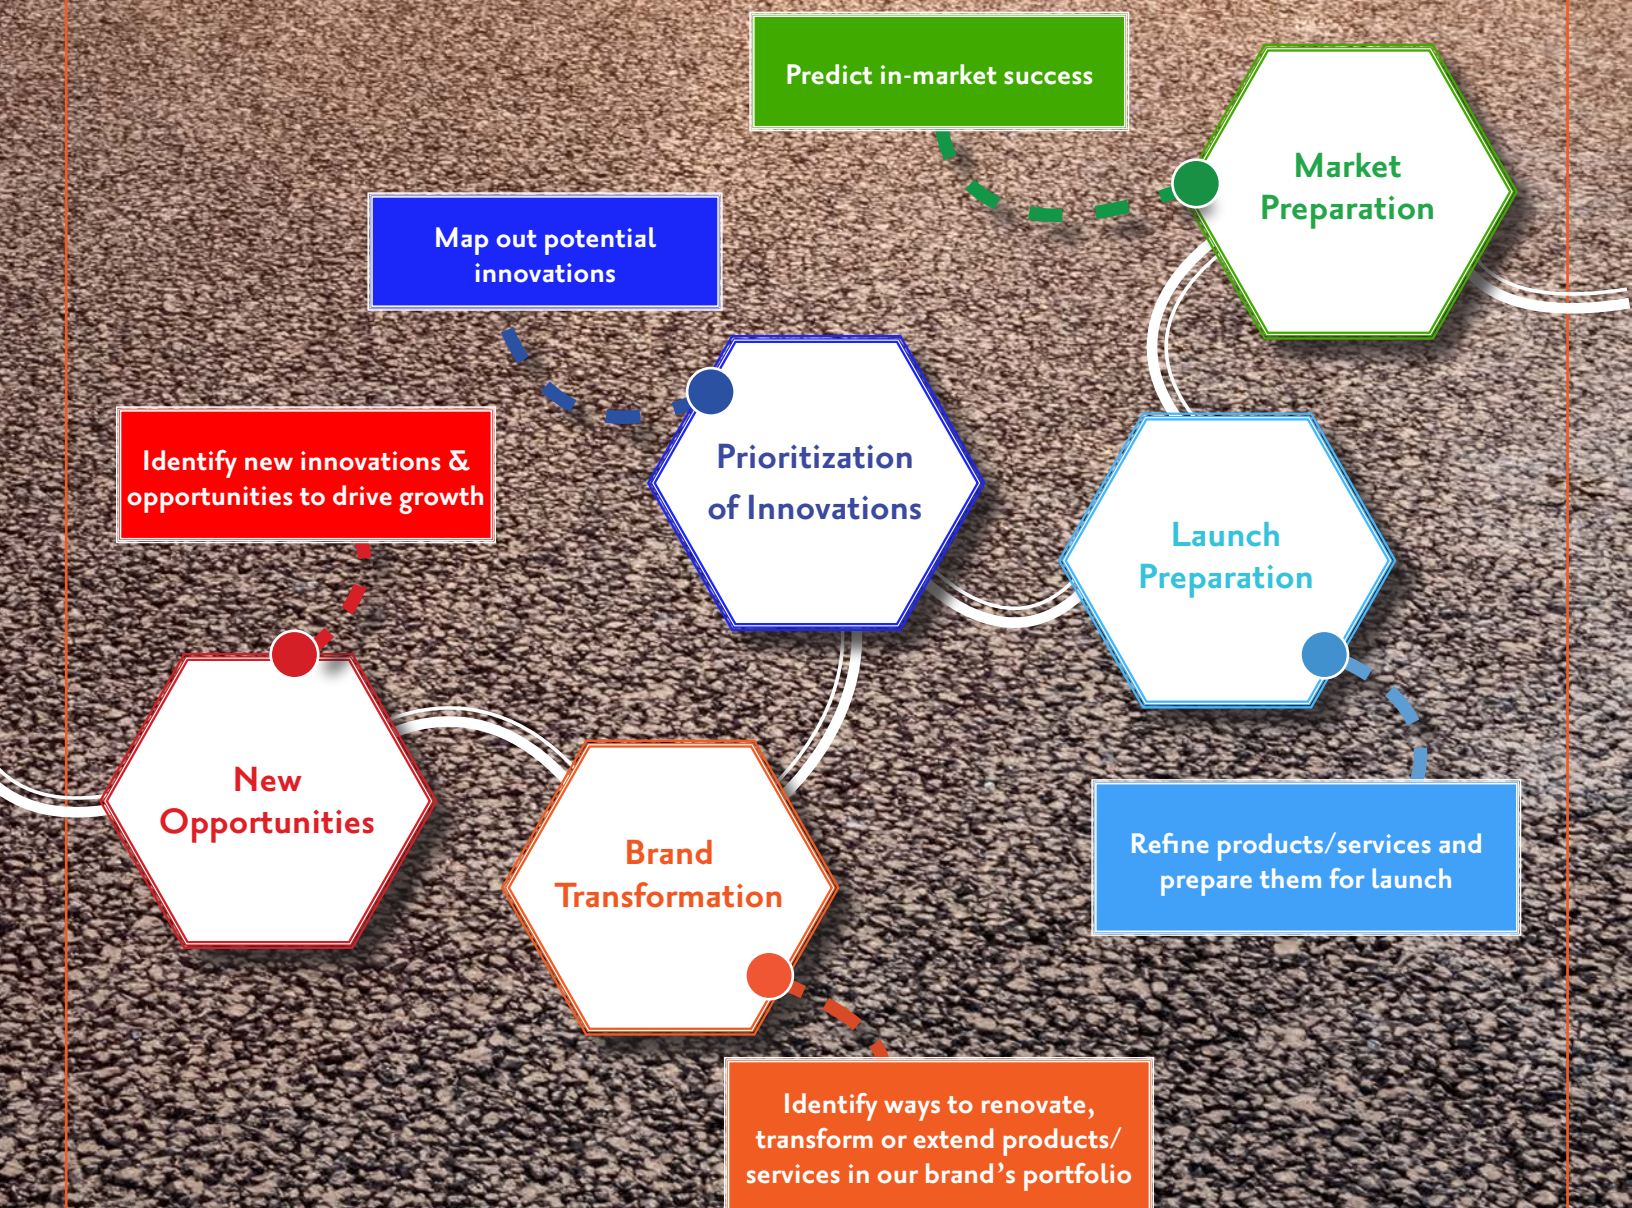 Predict in-market success
Market
Preparation
Map out potential
innovations
Prioritization
of Innovations
Identify new innovations &
opportunities to drive growth
Launch
Preparation
New
Opportunities
Brand
Transformation
Refine products/services and
prepare them for launch
Identify ways to renovate,
transform or extend products/
services in our brand’s portfolio